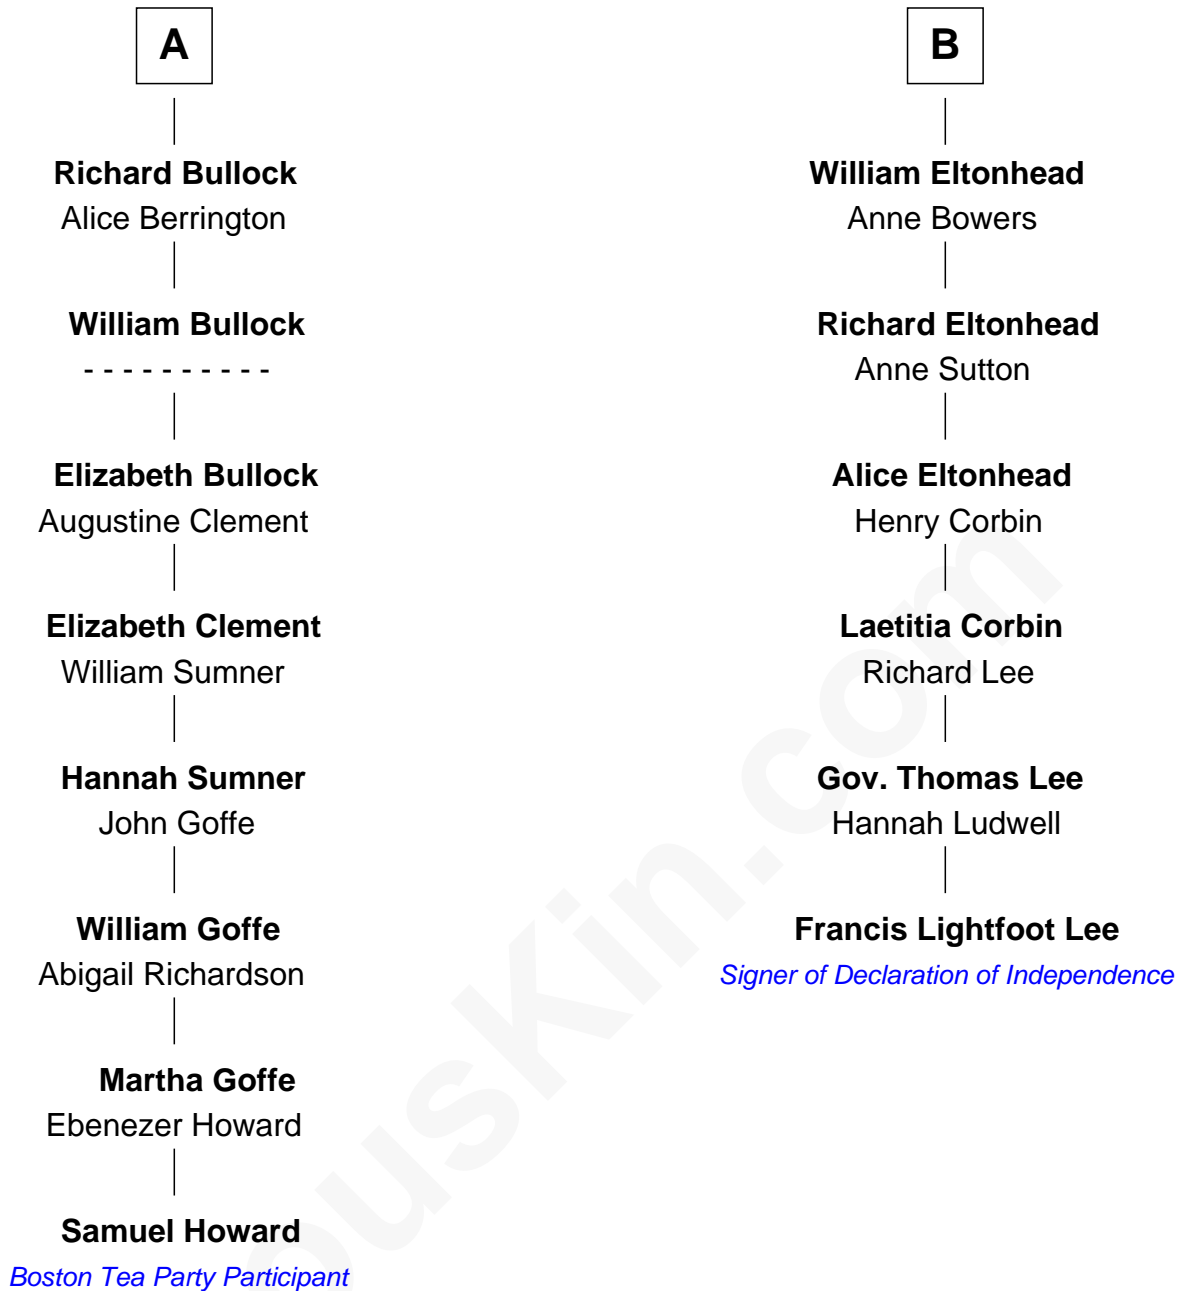 A
Richard Bullock
Alice Berrington
William Bullock
- - - - - - - - - -
Elizabeth Bullock
Augustine Clement
Elizabeth Clement
William Sumner
Hannah Sumner
John Goffe
William Goffe
Abigail Richardson
Martha Goffe
Ebenezer Howard
Samuel Howard
Boston Tea Party Participant
B
William Eltonhead
Anne Bowers
Richard Eltonhead
Anne Sutton
Alice Eltonhead
Henry Corbin
Laetitia Corbin
Richard Lee
Gov. Thomas Lee
Hannah Ludwell
Francis Lightfoot Lee
Signer of Declaration of Independence
ousKin.com